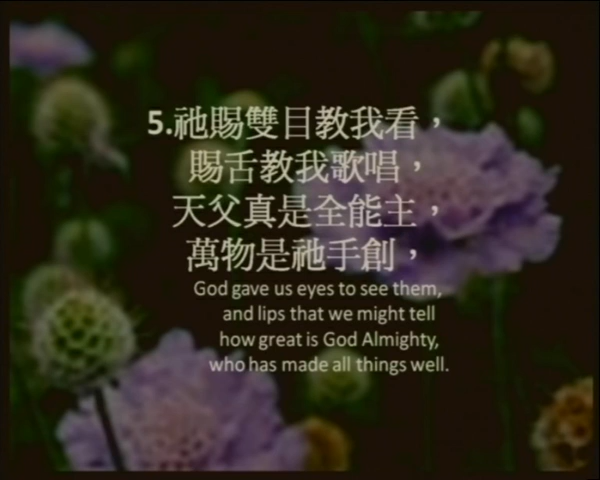 5.祂賜雙目教我看，
賜舌教我歌唱，
天父真是全能主，
萬物是祂手創，
God gave us eyes to see them,
and lips that we might tell
how great is God Almighty,
who has made all things well.